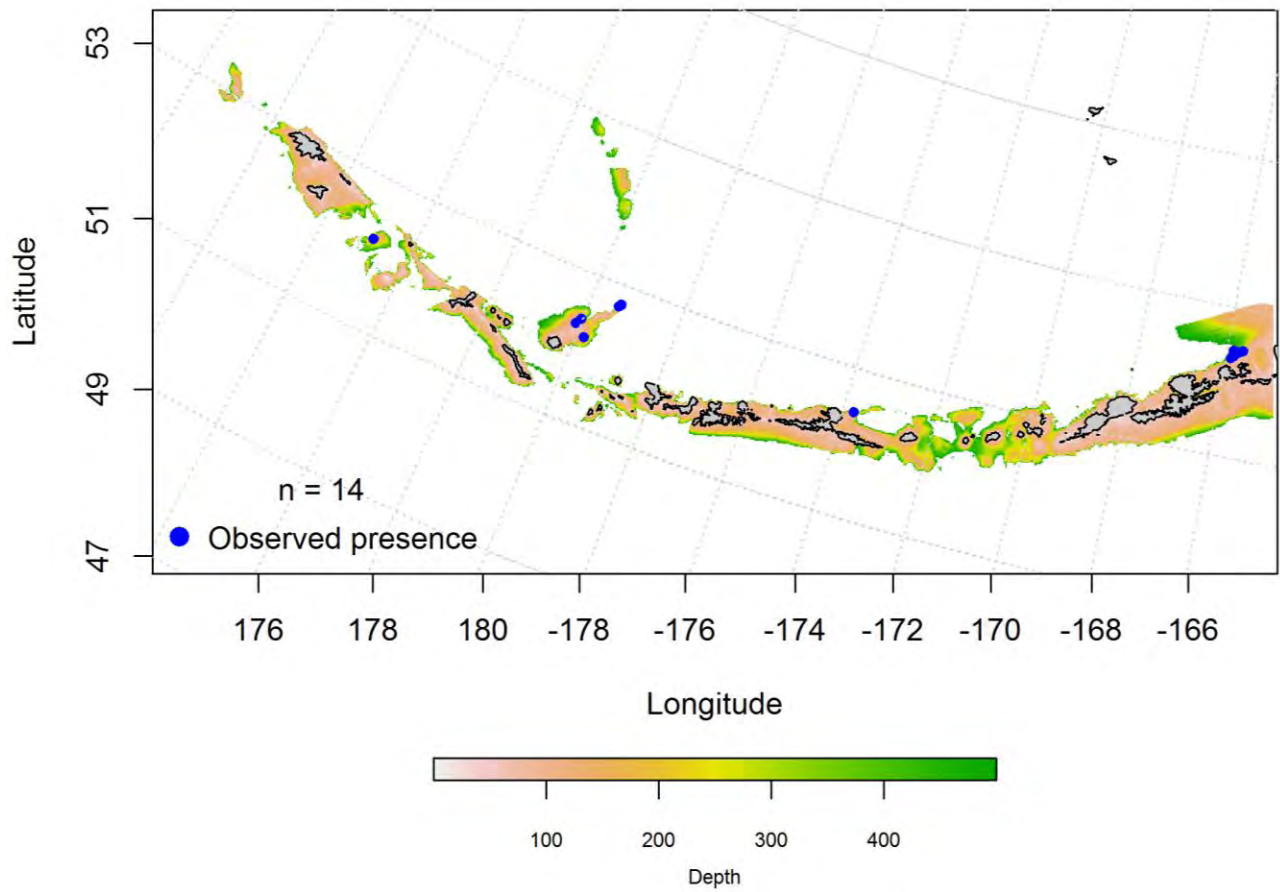 53
51
49
47
Latitude
n = 14
Observed presence
176 178 180 -178 -176 -174 -172 -170 -168 -166
Longitude
100 200 300 400
Depth